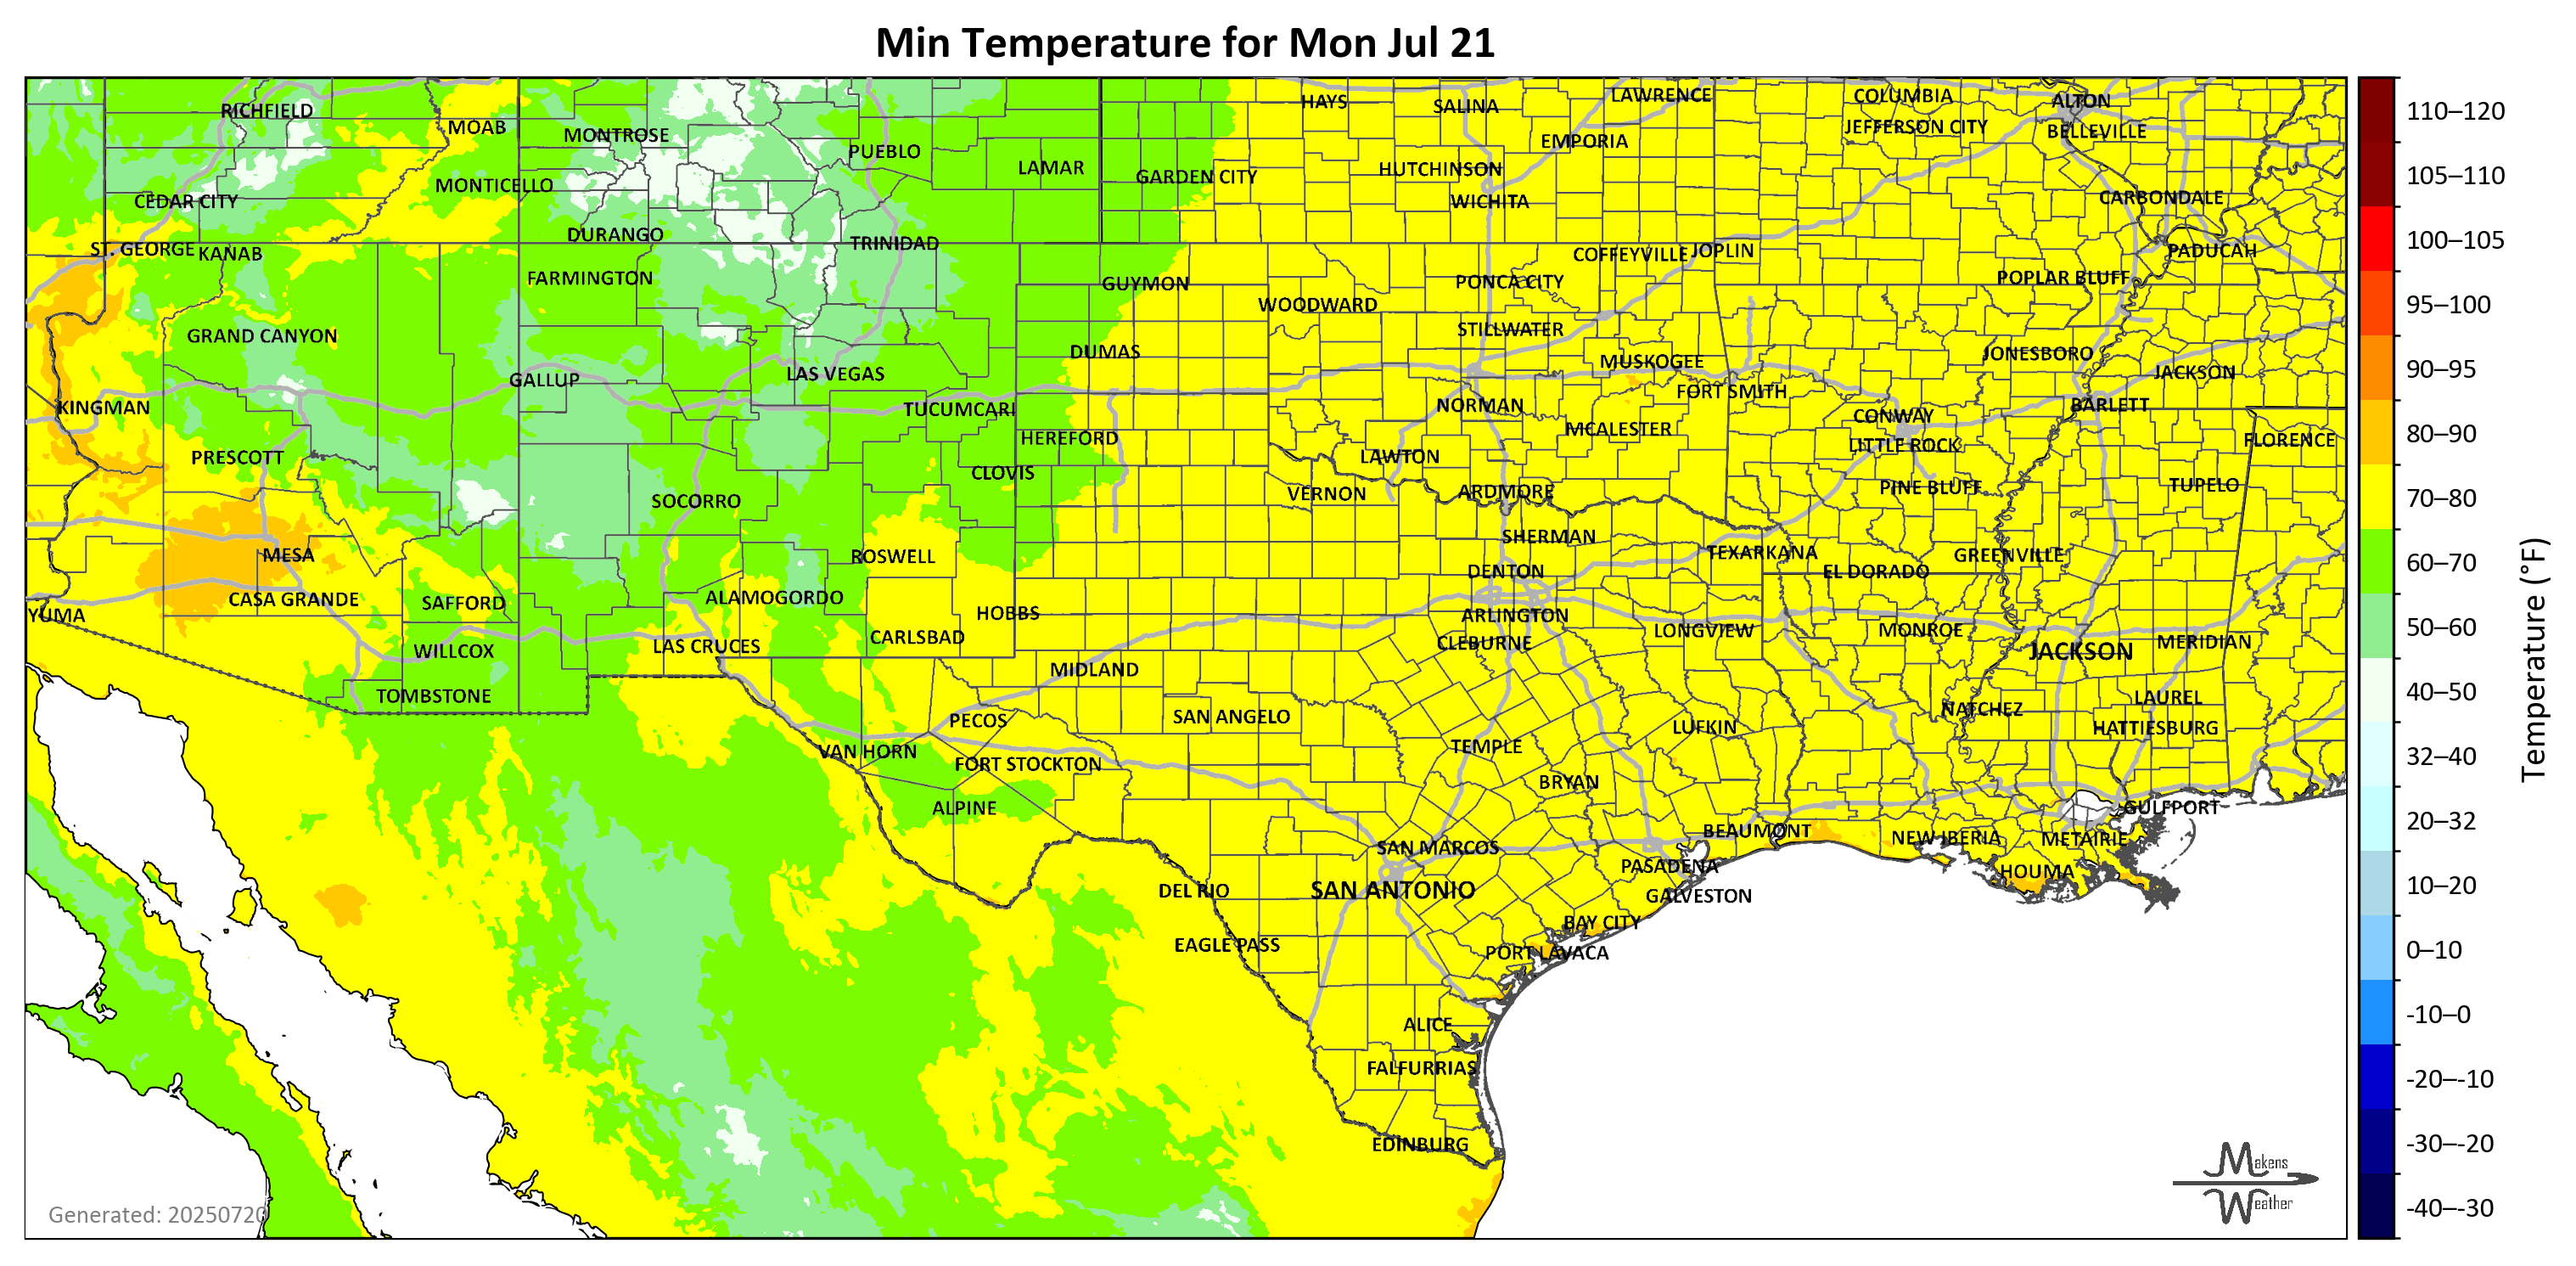 Min Temperature for Mon Jul 21
RICHFIELD
MOAB
MONTROSE
PUEBLO
LAMAR
GARDEN CITY
HAYS
SALINA
LAWRENCE
EMPORIA
HUTCHINSON
WICHITA
COLUMBIA
JEFFERSON CITY
ALTON
BELLEVILLE
CARBONDALE
CEDAR CITY
MONTICELLO
DURANGO
TRINIDAD
ST. GEORGE
KANAB
FARMINGTON
GUYMON
WOODWARD
PONCA CITY
COFFEYVILLE
JOPLIN
POPLAR BLUFF
PADUCAH
GRAND CANYON
STILLWATER
DUMAS
MUSKOGEE
JONESBORO
JACKSON
GALLUP
LAS VEGAS
FORT SMITH
KINGMAN
TUCUMCARI
NORMAN
CONWAY
BARLETT
HEREFORD
MCALESTER
LITTLE ROCK
FLORENCE
PRESCOTT
CLOVIS
LAWTON
SOCORRO
VERNON
ARDMORE
PINE BLUFF
TUPELO
SHERMAN
MESA
ROSWELL
TEXARKANA
GREENVILLE
DENTON
EL DORADO
CASA GRANDE
SAFFORD
ALAMOGORDO
YUMA
HOBBS
ARLINGTON
WILLCOX
LAS CRUCES
CARLSBAD
CLEBURNE
LONGVIEW
MONROE
JACKSON
MERIDIAN
MIDLAND
TOMBSTONE
LAUREL
PECOS
SAN ANGELO
NATCHEZ
LUFKIN
HATTIESBURG
VAN HORN
FORT STOCKTON
TEMPLE
BRYAN
ALPINE
GULFPORT
BEAUMONT
NEW IBERIA
METAIRIE
SAN MARCOS
PASADENA
HOUMA
DEL RIO
SAN ANTONIO
GALVESTON
BAY CITY
EAGLE PASS
PORT LAVACA
ALICE
FALFURRIAS
EDINBURG
Generated: 20250720
Makens
Weather
110–120
105–110
100–105
95–100
90–95
80–90
70–80
60–70
50–60
40–50
32–40
20–32
10–20
0–10
-10–0
-20–-10
-30–-20
-40–-30
Temperature (°F)